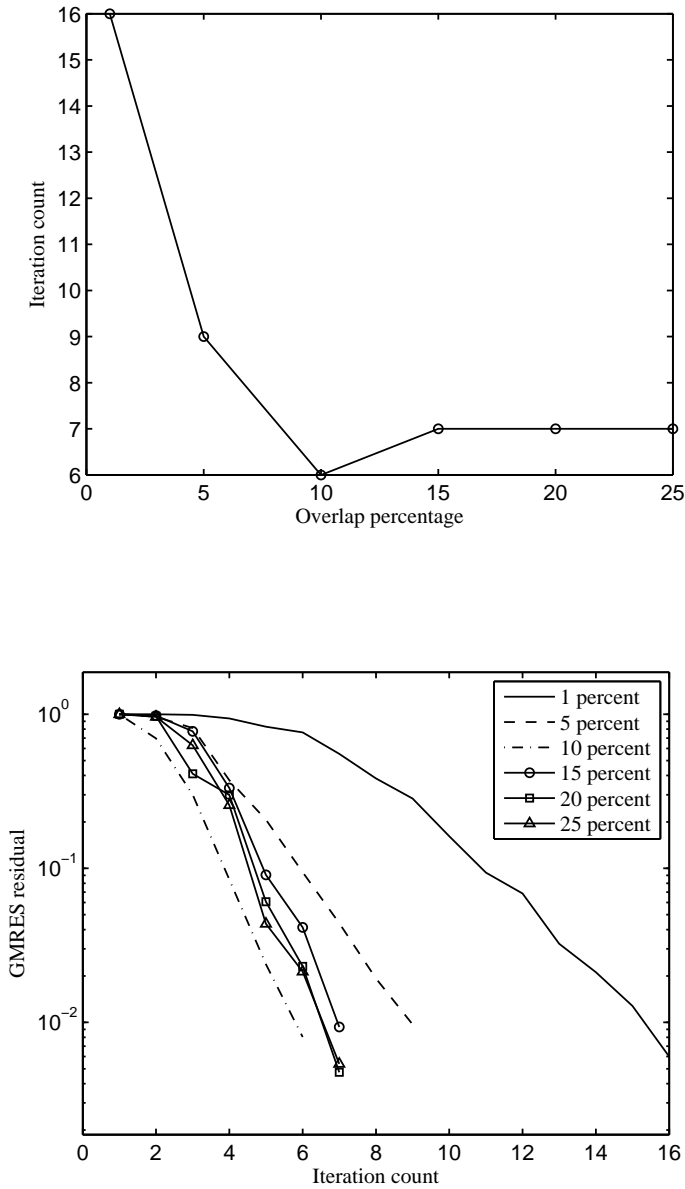 16
15
14
13
12
11
10
9
8
7
6
Iteration count
0 5 10 15 20 25
Overlap percentage
10^0
10^-1
10^-2
GMRES residual
1 percent
5 percent
10 percent
15 percent
20 percent
25 percent
0 2 4 6 8 10 12 14 16
Iteration count